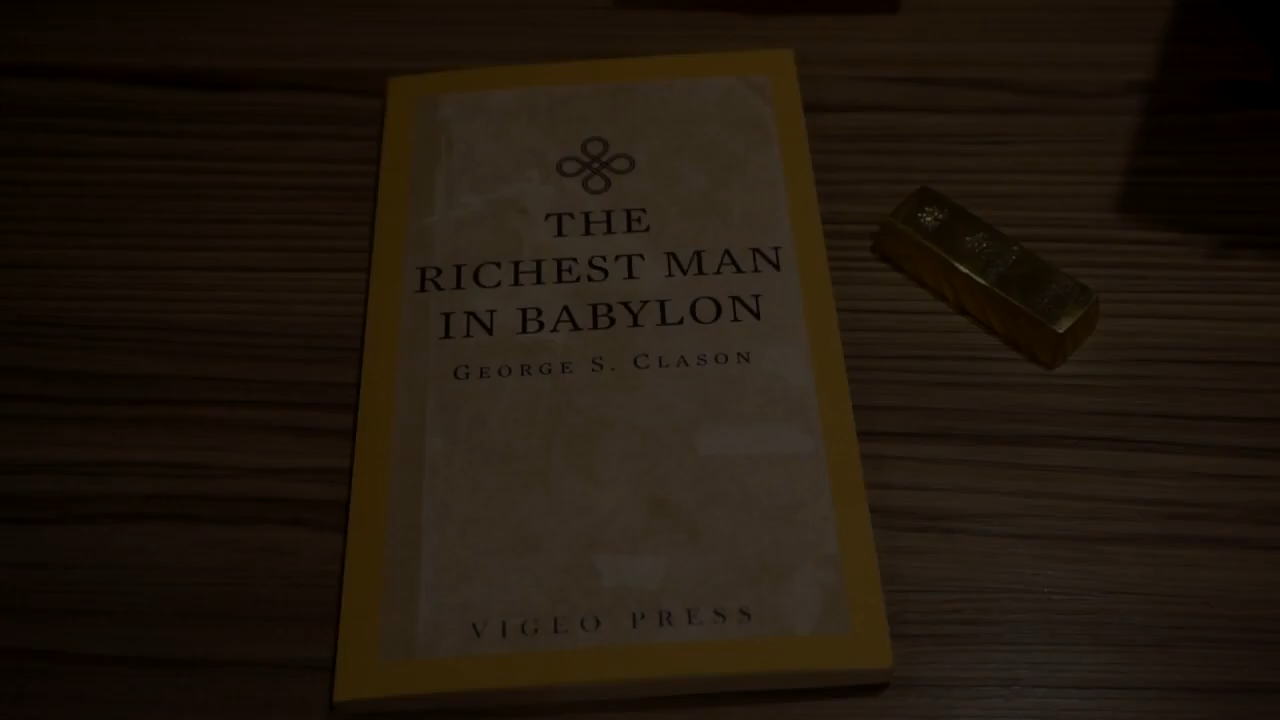 THE
RICHEST MAN
IN BABYLON
GEORGE S. CLASON
VIGEO PRESS